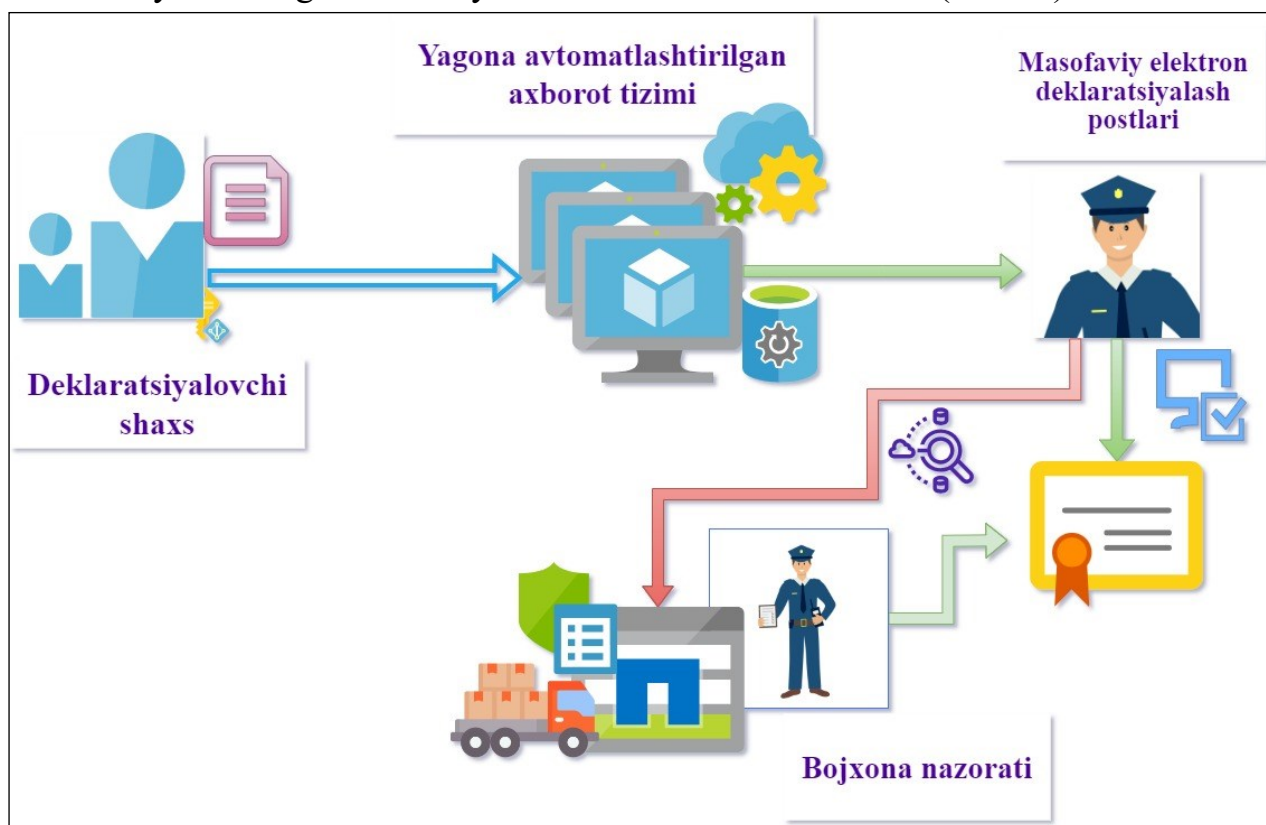 Yagona avtomatlashtirilgan
axborot tizimi
Masofaviy elektron
deklaratsiyalash
postlari
Deklaratsiyalovchi
shaxs
Bojxona nazorati